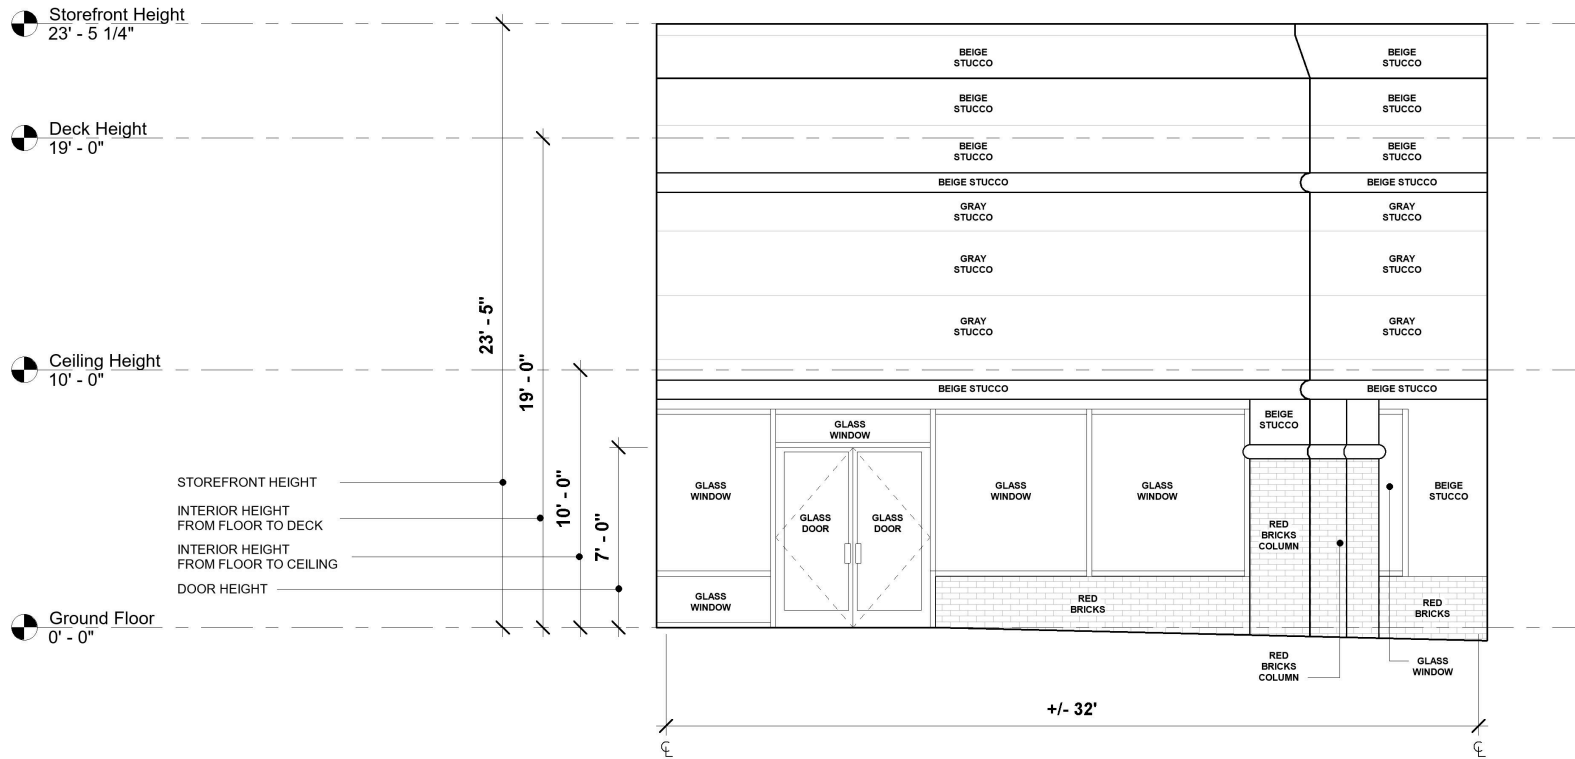 Storefront Height
23' - 5 1/4"
Deck Height
19' - 0"
Ceiling Height
10' - 0"
Ground Floor
0' - 0"
STOREFRONT HEIGHT
INTERIOR HEIGHT
FROM FLOOR TO DECK
INTERIOR HEIGHT
FROM FLOOR TO CEILING
DOOR HEIGHT
23' - 5"
19' - 0"
10' - 0"
7' - 0"
BEIGE
STUCCO
BEIGE
STUCCO
BEIGE
STUCCO
BEIGE
STUCCO
BEIGE
STUCCO
BEIGE
STUCCO
BEIGE STUCCO
BEIGE STUCCO
GRAY
STUCCO
GRAY
STUCCO
GRAY
STUCCO
GRAY
STUCCO
GRAY
STUCCO
GRAY
STUCCO
BEIGE STUCCO
BEIGE STUCCO
GLASS
WINDOW
BEIGE
STUCCO
GLASS
WINDOW
GLASS
WINDOW
GLASS
WINDOW
BEIGE
STUCCO
GLASS
DOOR
GLASS
DOOR
RED
BRICKS
COLUMN
GLASS
WINDOW
RED
BRICKS
RED
BRICKS
RED
BRICKS
COLUMN
GLASS
WINDOW
+/- 32'
℄
℄